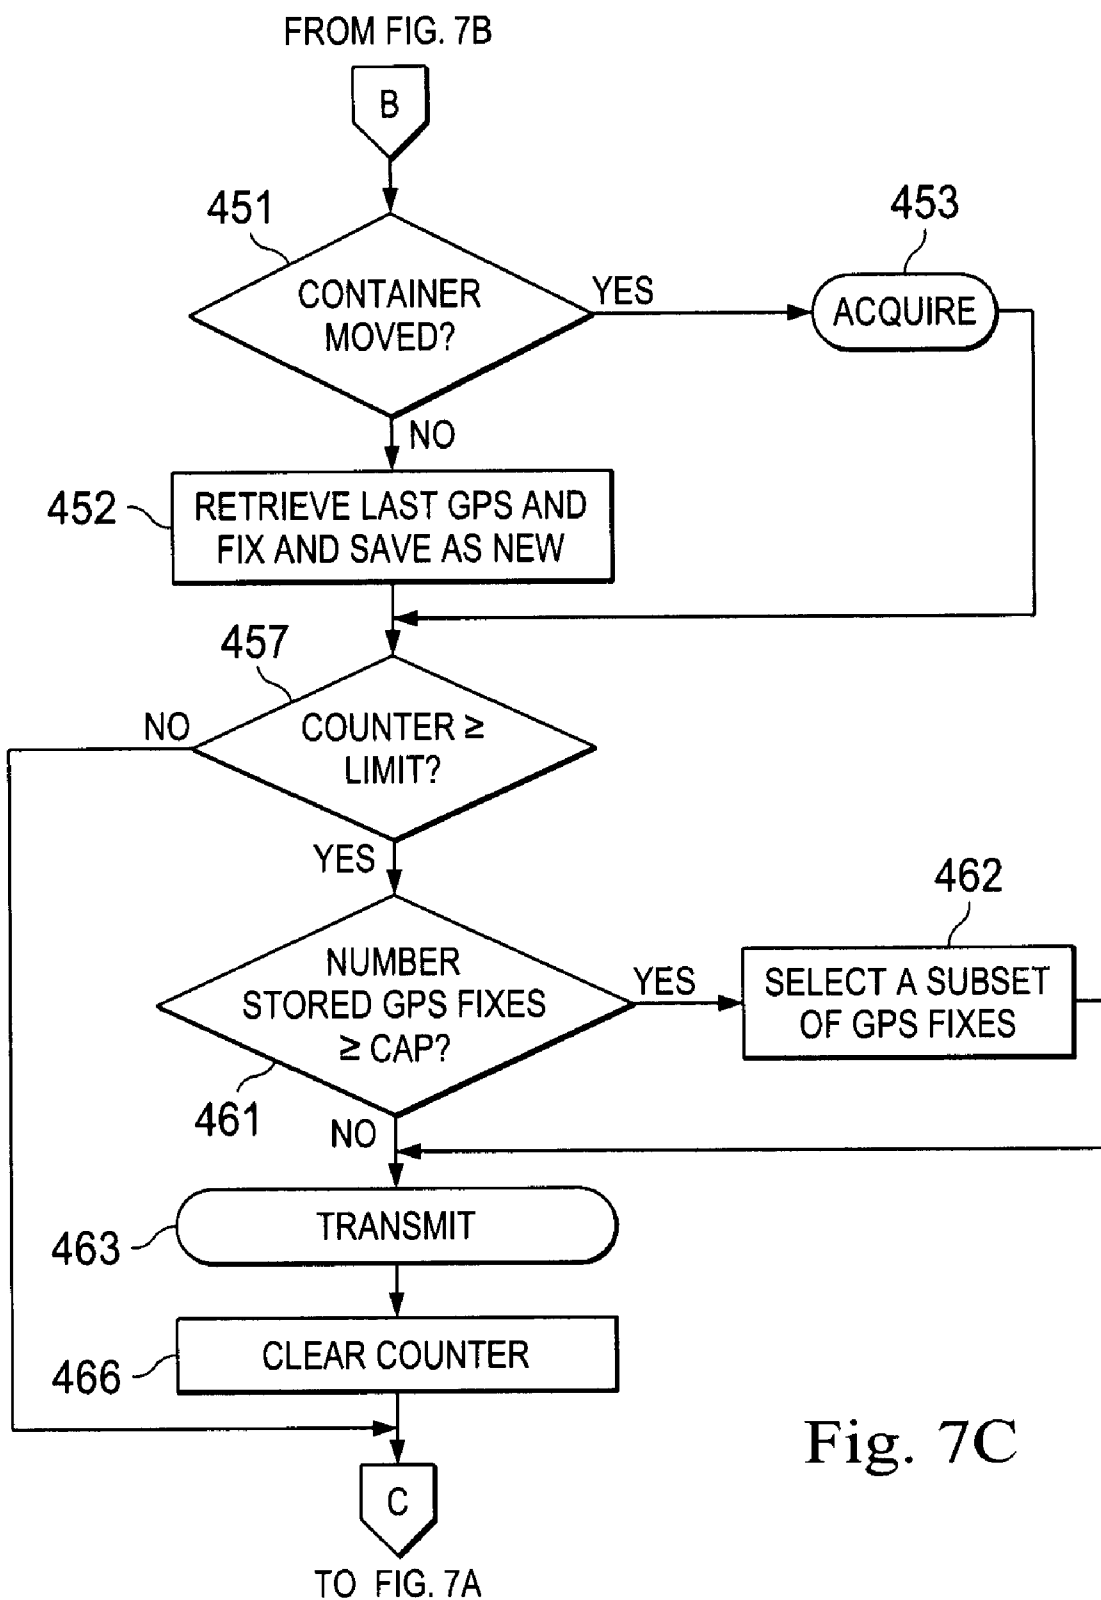 FROM FIG. 7B
B
451
CONTAINER
MOVED?
YES
453
ACQUIRE
NO
452
RETRIEVE LAST GPS AND
FIX AND SAVE AS NEW
457
NO
COUNTER ≥
LIMIT?
YES
462
NUMBER
STORED GPS FIXES
≥ CAP?
YES
SELECT A SUBSET
OF GPS FIXES
461
NO
TRANSMIT
463
CLEAR COUNTER
466
Fig. 7C
C
TO FIG. 7A